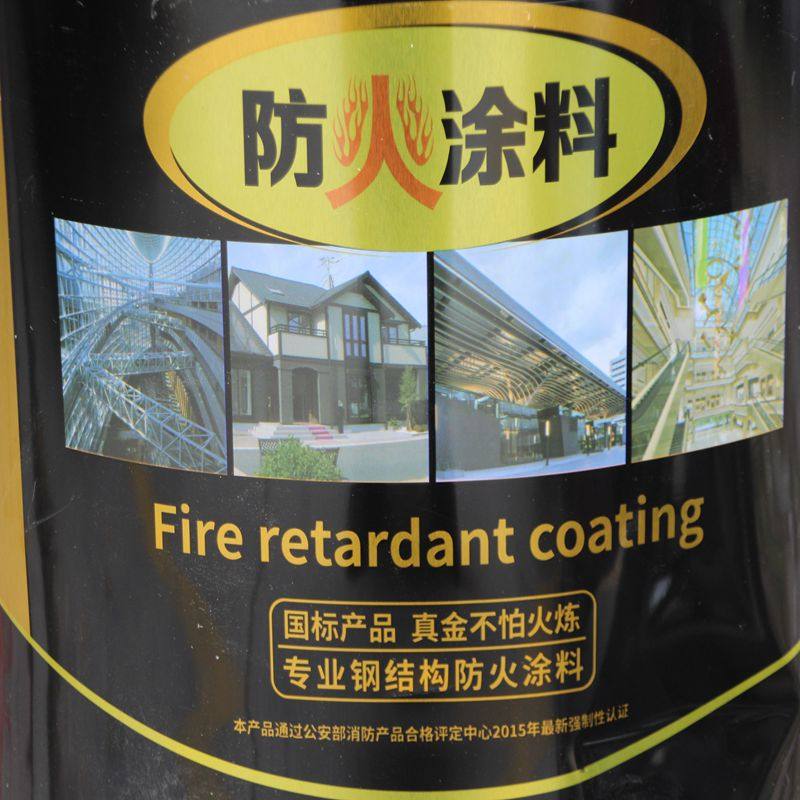 防火涂料
Fire retardant coating
国标产品 真金不怕火炼
专业钢结构防火涂料
本产品通过公安部消防产品合格评定中心2015年最新强制性认证